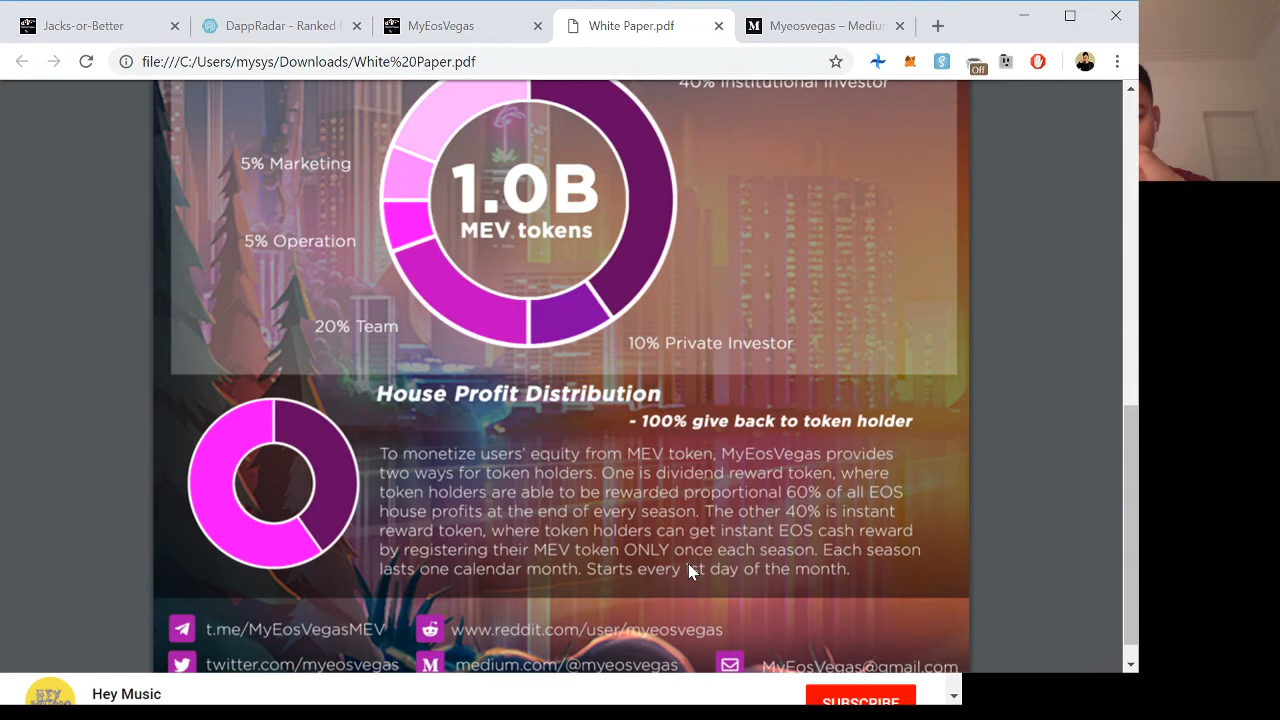 Jacks-or-Better
DappRadar - Ranked
MyEosVegas
White Paper.pdf
Myeosvegas – Medium
file:///C:/Users/mysys/Downloads/White%20Paper.pdf
Off
40% Institutional Investor
5% Marketing
1.0B
MEV tokens
5% Operation
20% Team
10% Private Investor
House Profit Distribution
- 100% give back to token holder
To monetize users' equity from MEV token, MyEosVegas provides
two ways for token holders. One is dividend reward token, where
token holders are able to be rewarded proportional 60% of all EOS
house profits at the end of every season. The other 40% is instant
reward token, where token holders can get instant EOS cash reward
by registering their MEV token ONLY once each season. Each season
lasts one calendar month. Starts every 1st day of the month.
t.me/MyEosVegasMEV
www.reddit.com/user/myeosvegas
twitter.com/myeosvegas
medium.com/@myeosvegas
MyEosVegas@gmail.com
HEY
Hey Music
SUBSCRIBE